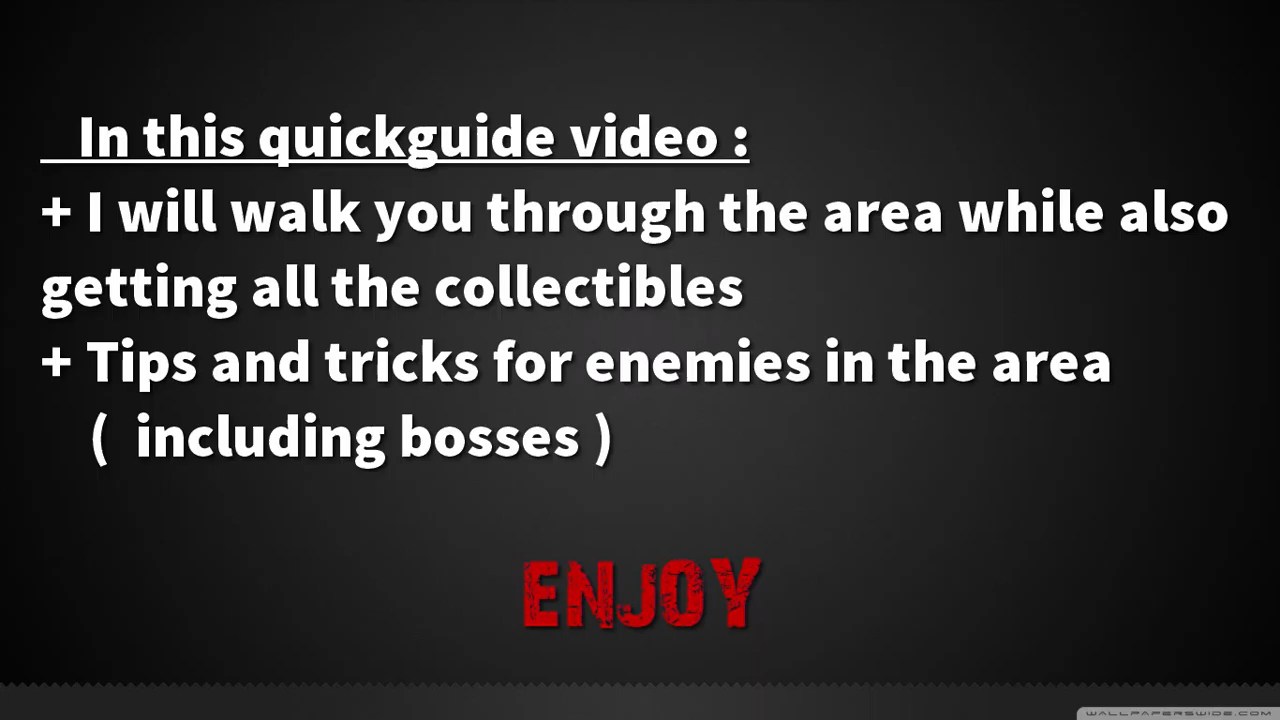 In this quickguide video :
+ I will walk you through the area while also
getting all the collectibles
+ Tips and tricks for enemies in the area
( including bosses )
ENJOY
WALLPAPERSWIDE.COM